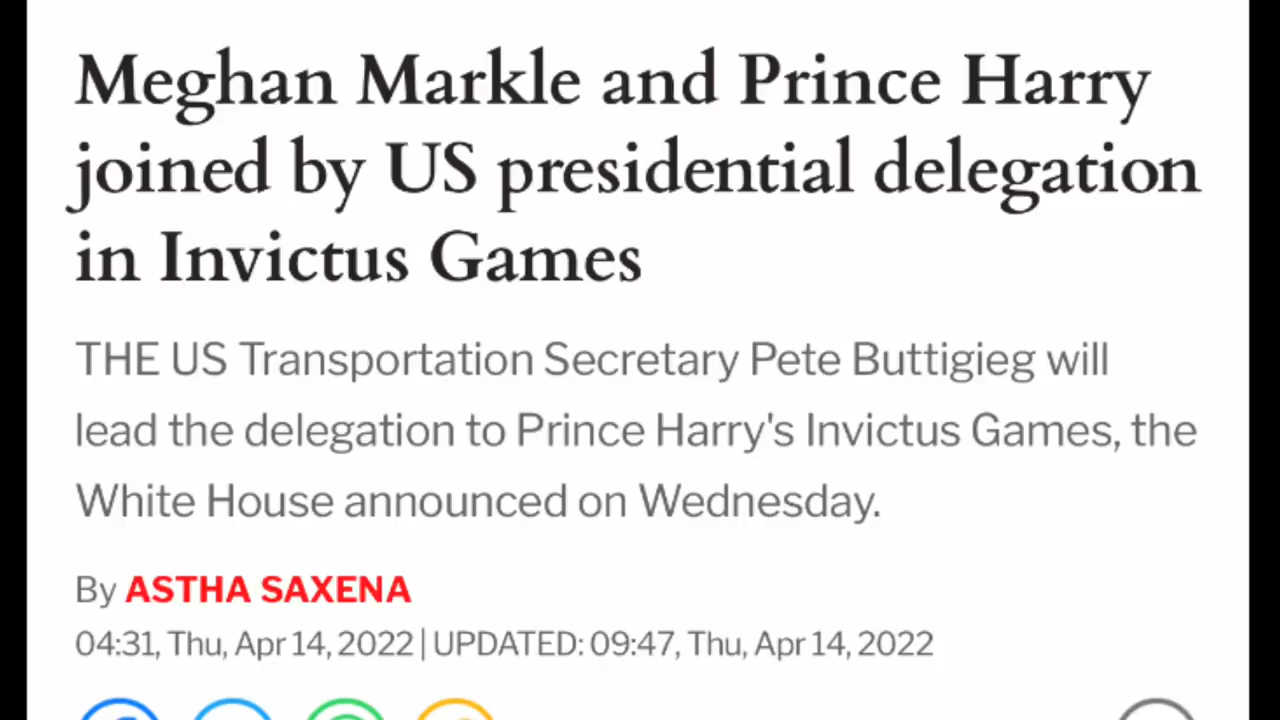 Meghan Markle and Prince Harry
joined by US presidential delegation
in Invictus Games
THE US Transportation Secretary Pete Buttigieg will
lead the delegation to Prince Harry's Invictus Games, the
White House announced on Wednesday.
By ASTHA SAXENA
04:31, Thu, Apr 14, 2022 | UPDATED: 09:47, Thu, Apr 14, 2022